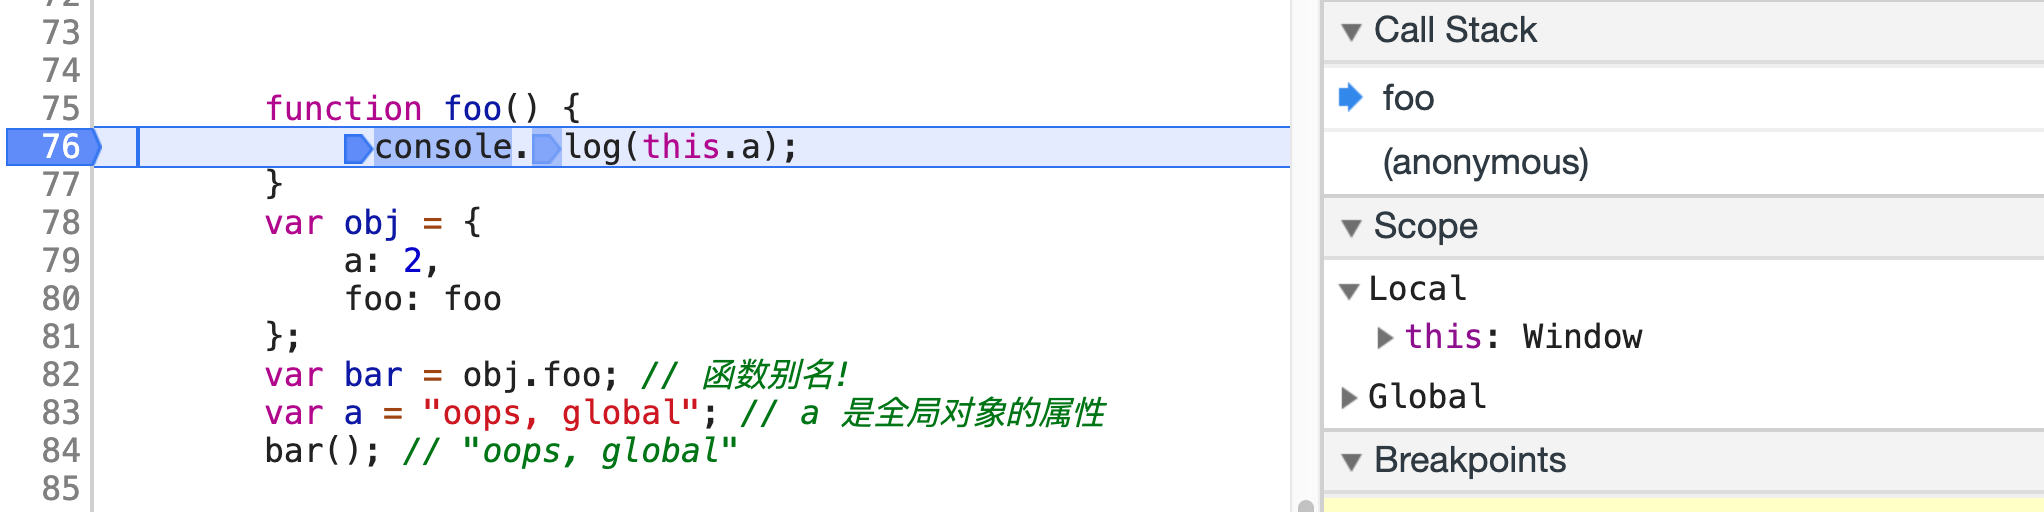 73
74
75 function foo() {
76 console.log(this.a);
77 }
78 var obj = {
79 a: 2,
80 foo: foo
81 };
82 var bar = obj.foo; // 函数别名!
83 var a = "oops, global"; // a 是全局对象的属性
84 bar(); // "oops, global"
85
Call Stack
foo
(anonymous)
Scope
Local
this: Window
Global
Breakpoints